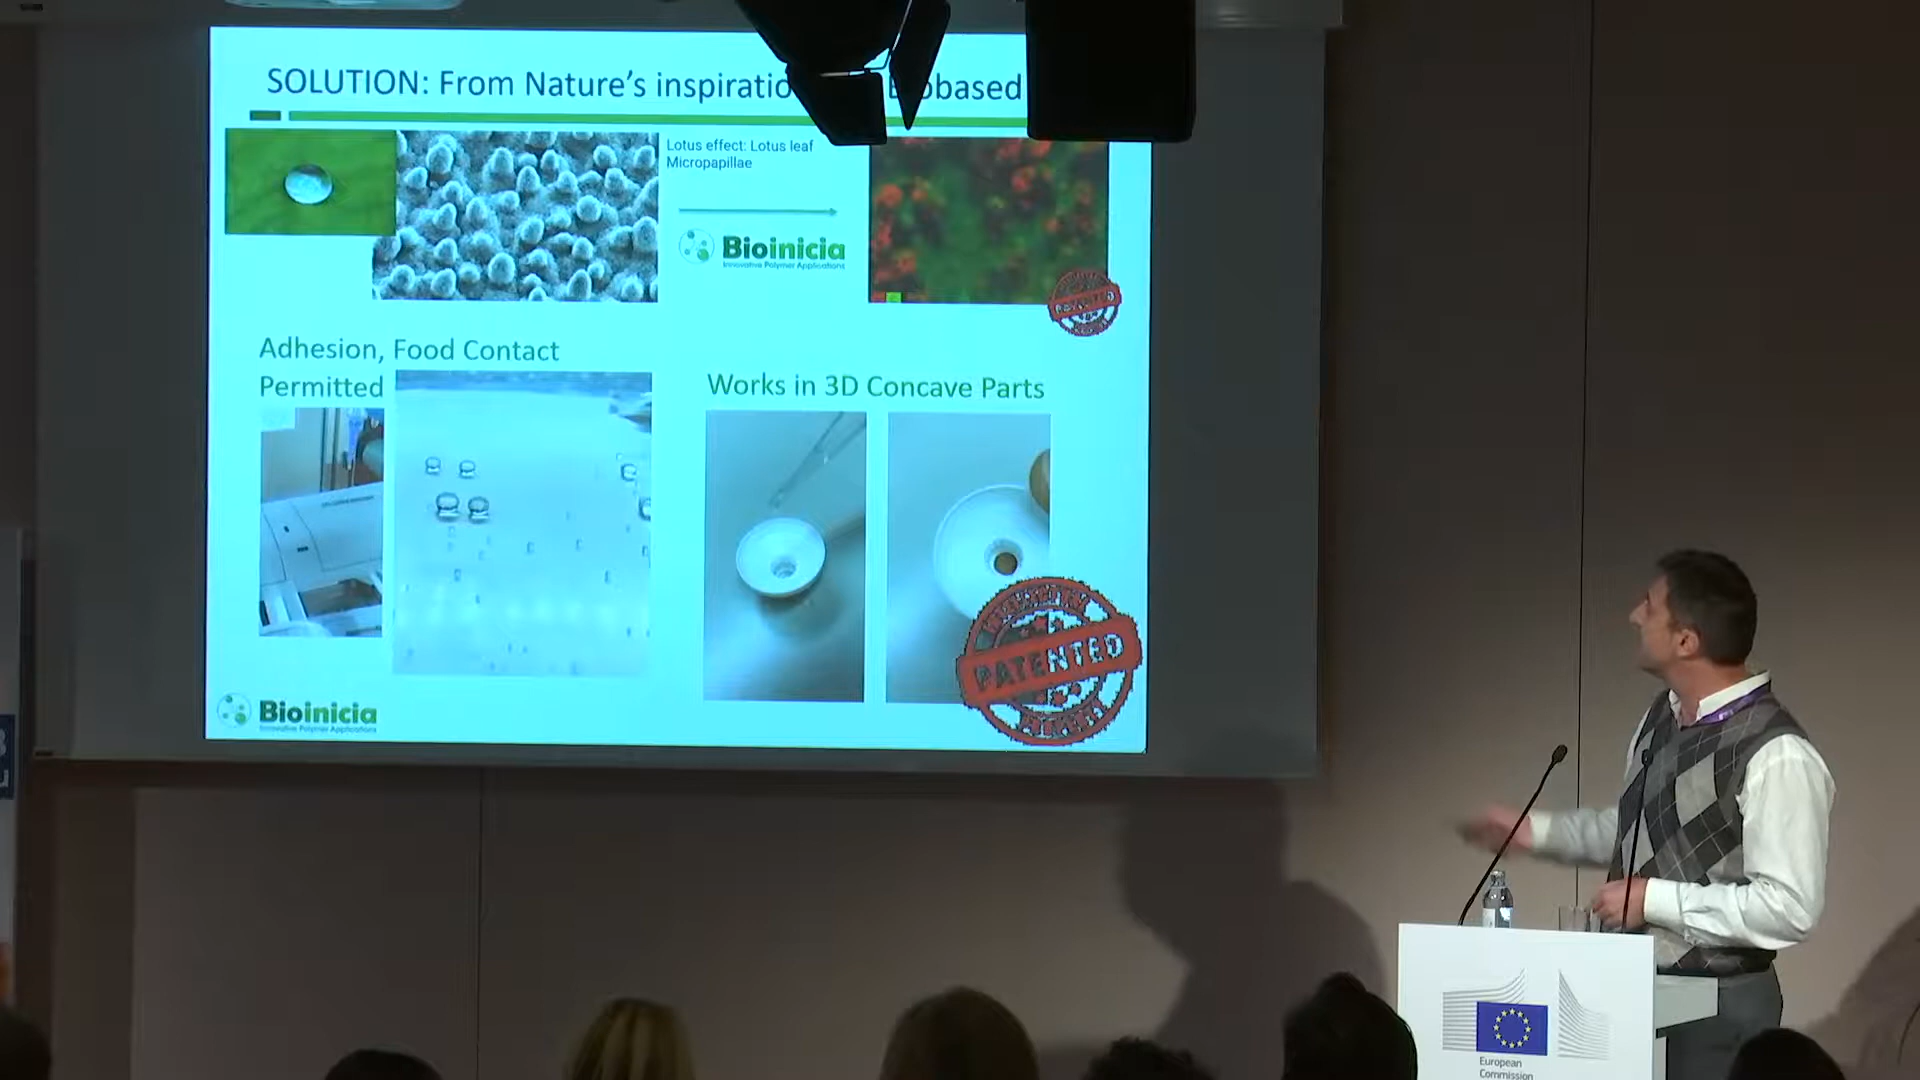 SOLUTION: From Nature's inspiratio
based
Lotus effect: Lotus leaf
Micropapillae
Bioinicia
Innovative Polymer Applications
PATENTED
Adhesion, Food Contact
Permitted
Works in 3D Concave Parts
PATENTED
Bioinicia
Innovative Polymer Applications
European
Commission